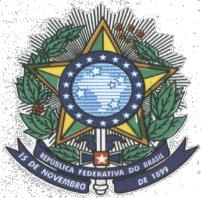 REPÚBLICA FEDERATIVA DO BRASIL
15 DE NOVEMBRO
DE 1899